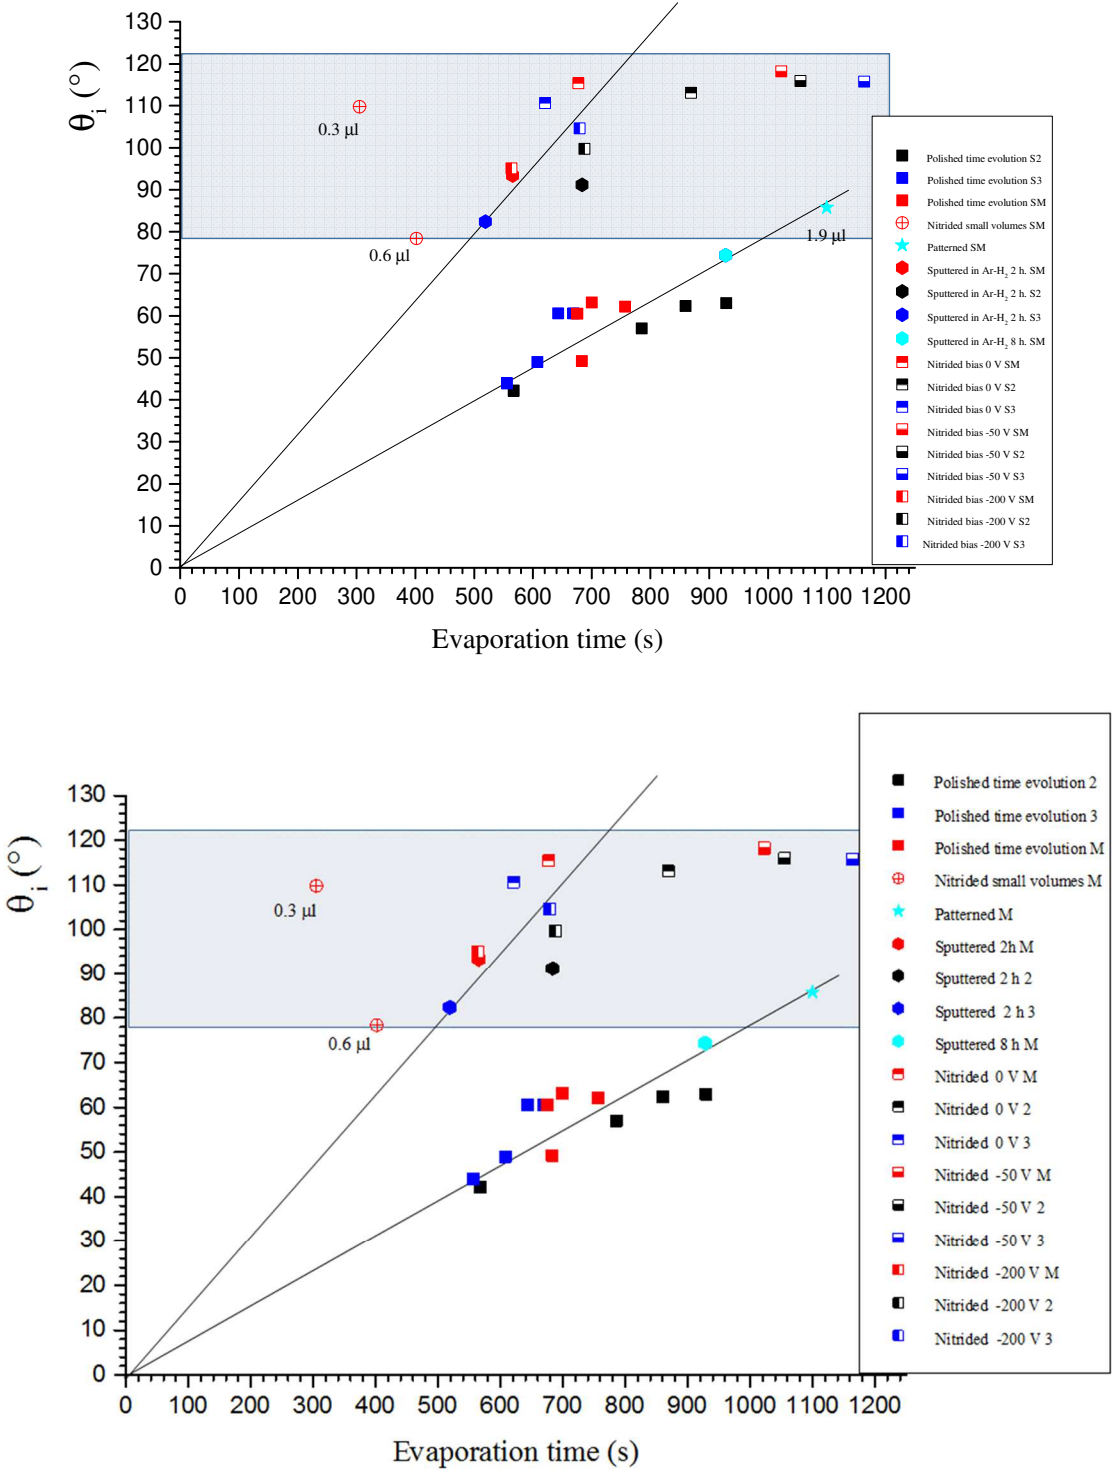 130
120
110
100
90
80
70
60
50
40
30
20
10
0
θi (°)
0.3 µl
0.6 µl
1.9 µl
0 100 200 300 400 500 600 700 800 900 1000 1100 1200
Evaporation time (s)
Polished time evolution S2
Polished time evolution S3
Polished time evolution SM
Nitrided small volumes SM
Patterned SM
Sputtered in Ar-H2 2 h. SM
Sputtered in Ar-H2 2 h. S2
Sputtered in Ar-H2 2 h. S3
Sputtered in Ar-H2 8 h. SM
Nitrided bias 0 V SM
Nitrided bias 0 V S2
Nitrided bias 0 V S3
Nitrided bias -50 V SM
Nitrided bias -50 V S2
Nitrided bias -50 V S3
Nitrided bias -200 V SM
Nitrided bias -200 V S2
Nitrided bias -200 V S3
130
120
110
100
90
80
70
60
50
40
30
20
10
0
θi (°)
0.3 µl
0.6 µl
0 100 200 300 400 500 600 700 800 900 1000 1100 1200
Evaporation time (s)
Polished time evolution 2
Polished time evolution 3
Polished time evolution M
Nitrided small volumes M
Patterned M
Sputtered 2h M
Sputtered 2 h 2
Sputtered 2 h 3
Sputtered 8 h M
Nitrided 0 V M
Nitrided 0 V 2
Nitrided 0 V 3
Nitrided -50 V M
Nitrided -50 V 2
Nitrided -50 V 3
Nitrided -200 V M
Nitrided -200 V 2
Nitrided -200 V 3